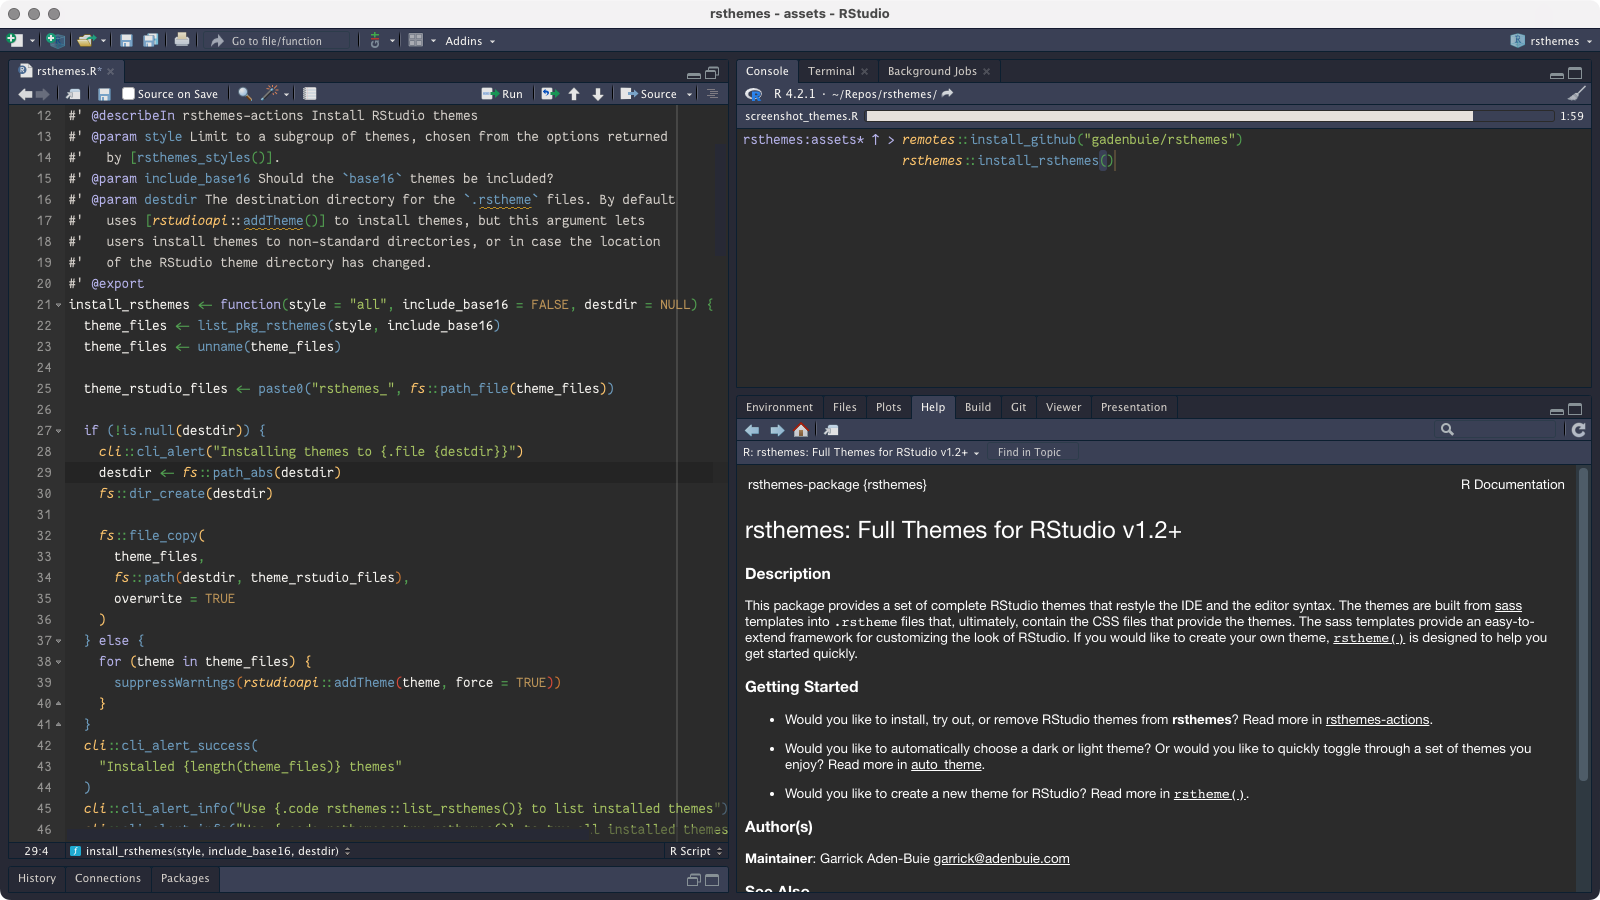 rsthemes - assets - RStudio
Go to file/function
Addins
rsthemes
rsthemes.R*
Source on Save
Run
Source
12 #' @describeIn rsthemes-actions Install RStudio themes
13 #' @param style Limit to a subgroup of themes, chosen from the options returned
14 #'   by [rsthemes_styles()].
15 #' @param include_base16 Should the `base16` themes be included?
16 #' @param destdir The destination directory for the `.rstheme` files. By default
17 #'   uses [rstudioapi::addTheme()] to install themes, but this argument lets
18 #'   users install themes to non-standard directories, or in case the location
19 #'   of the RStudio theme directory has changed.
20 #' @export
21 install_rsthemes <- function(style = "all", include_base16 = FALSE, destdir = NULL) {
22   theme_files <- list_pkg_rsthemes(style, include_base16)
23   theme_files <- unname(theme_files)
24
25   theme_rstudio_files <- paste0("rsthemes_", fs::path_file(theme_files))
26
27   if (!is.null(destdir)) {
28     cli::cli_alert("Installing themes to {.file {destdir}}")
29     destdir <- fs::path_abs(destdir)
30     fs::dir_create(destdir)
31
32     fs::file_copy(
33       theme_files,
34       fs::path(destdir, theme_rstudio_files),
35       overwrite = TRUE
36     )
37   } else {
38     for (theme in theme_files) {
39       suppressWarnings(rstudioapi::addTheme(theme, force = TRUE))
40     }
41   }
42   cli::cli_alert_success(
43     "Installed {length(theme_files)} themes"
44   )
45   cli::cli_alert_info("Use {.code rsthemes::list_rsthemes()} to list installed themes")
46   all installed themes
29:4
install_rsthemes(style, include_base16, destdir)
R Script
History
Connections
Packages
Console
Terminal
Background Jobs
R 4.2.1 · ~/Repos/rsthemes/
screenshot_themes.R
1:59
rsthemes:assets* ↑ > remotes::install_github("gadenbuie/rsthemes")
rsthemes::install_rsthemes()
Environment
Files
Plots
Help
Build
Git
Viewer
Presentation
R: rsthemes: Full Themes for RStudio v1.2+
Find in Topic
rsthemes-package {rsthemes}
R Documentation
rsthemes: Full Themes for RStudio v1.2+
Description
This package provides a set of complete RStudio themes that restyle the IDE and the editor syntax. The themes are built from sass
templates into .rstheme files that, ultimately, contain the CSS files that provide the themes. The sass templates provide an easy-to-
extend framework for customizing the look of RStudio. If you would like to create your own theme, rstheme() is designed to help you
get started quickly.
Getting Started
• Would you like to install, try out, or remove RStudio themes from rsthemes? Read more in rsthemes-actions.
• Would you like to automatically choose a dark or light theme? Or would you like to quickly toggle through a set of themes you
enjoy? Read more in auto_theme.
• Would you like to create a new theme for RStudio? Read more in rstheme().
Author(s)
Maintainer: Garrick Aden-Buie garrick@adenbuie.com
See Also